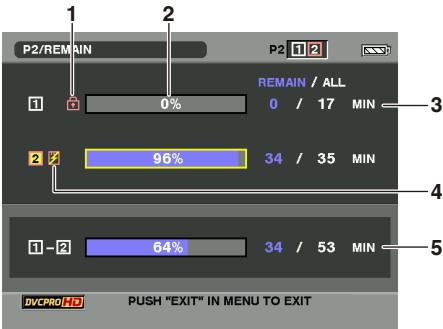 1 2
P2/REMAIN P2 1 2
REMAIN / ALL
1 0% 0 / 17 MIN 3
2 96% 34 / 35 MIN
4
1-2 64% 34 / 53 MIN 5
DVCPRO HD PUSH "EXIT" IN MENU TO EXIT